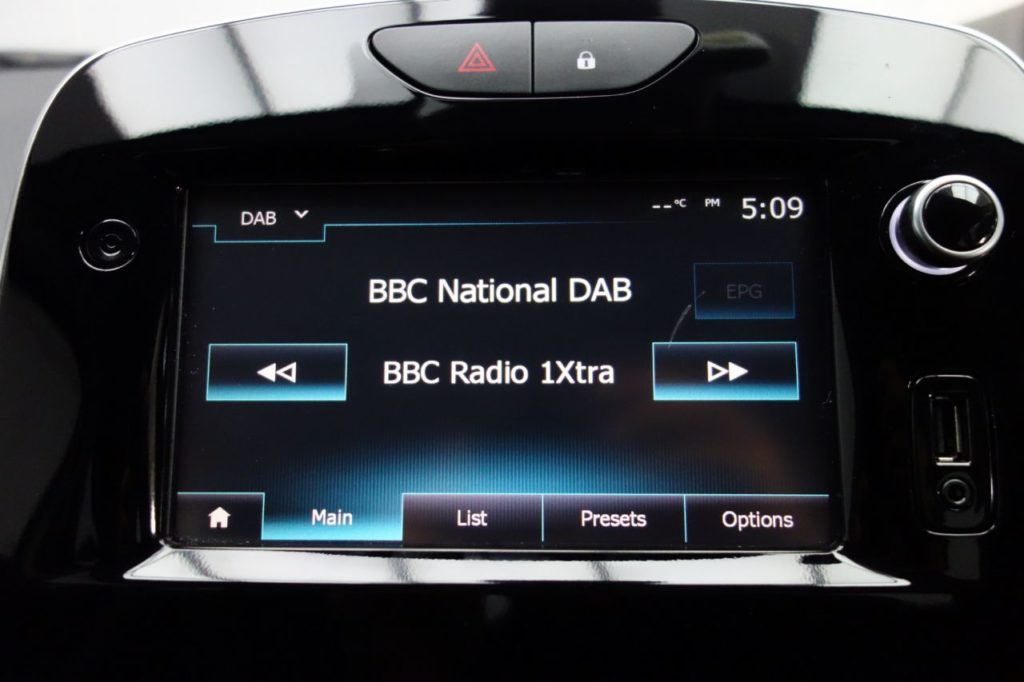 DAB
--°C PM 5:09
BBC National DAB
EPG
BBC Radio 1Xtra
Main
List
Presets
Options